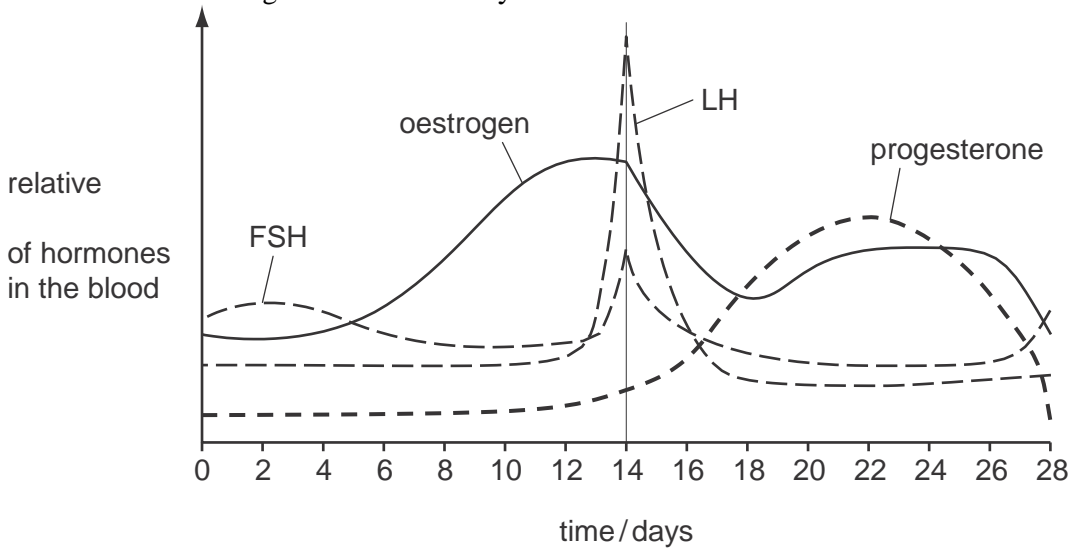 oestrogen
LH
progesterone
relative
of hormones
in the blood
FSH
0 2 4 6 8 10 12 14 16 18 20 22 24 26 28
time / days